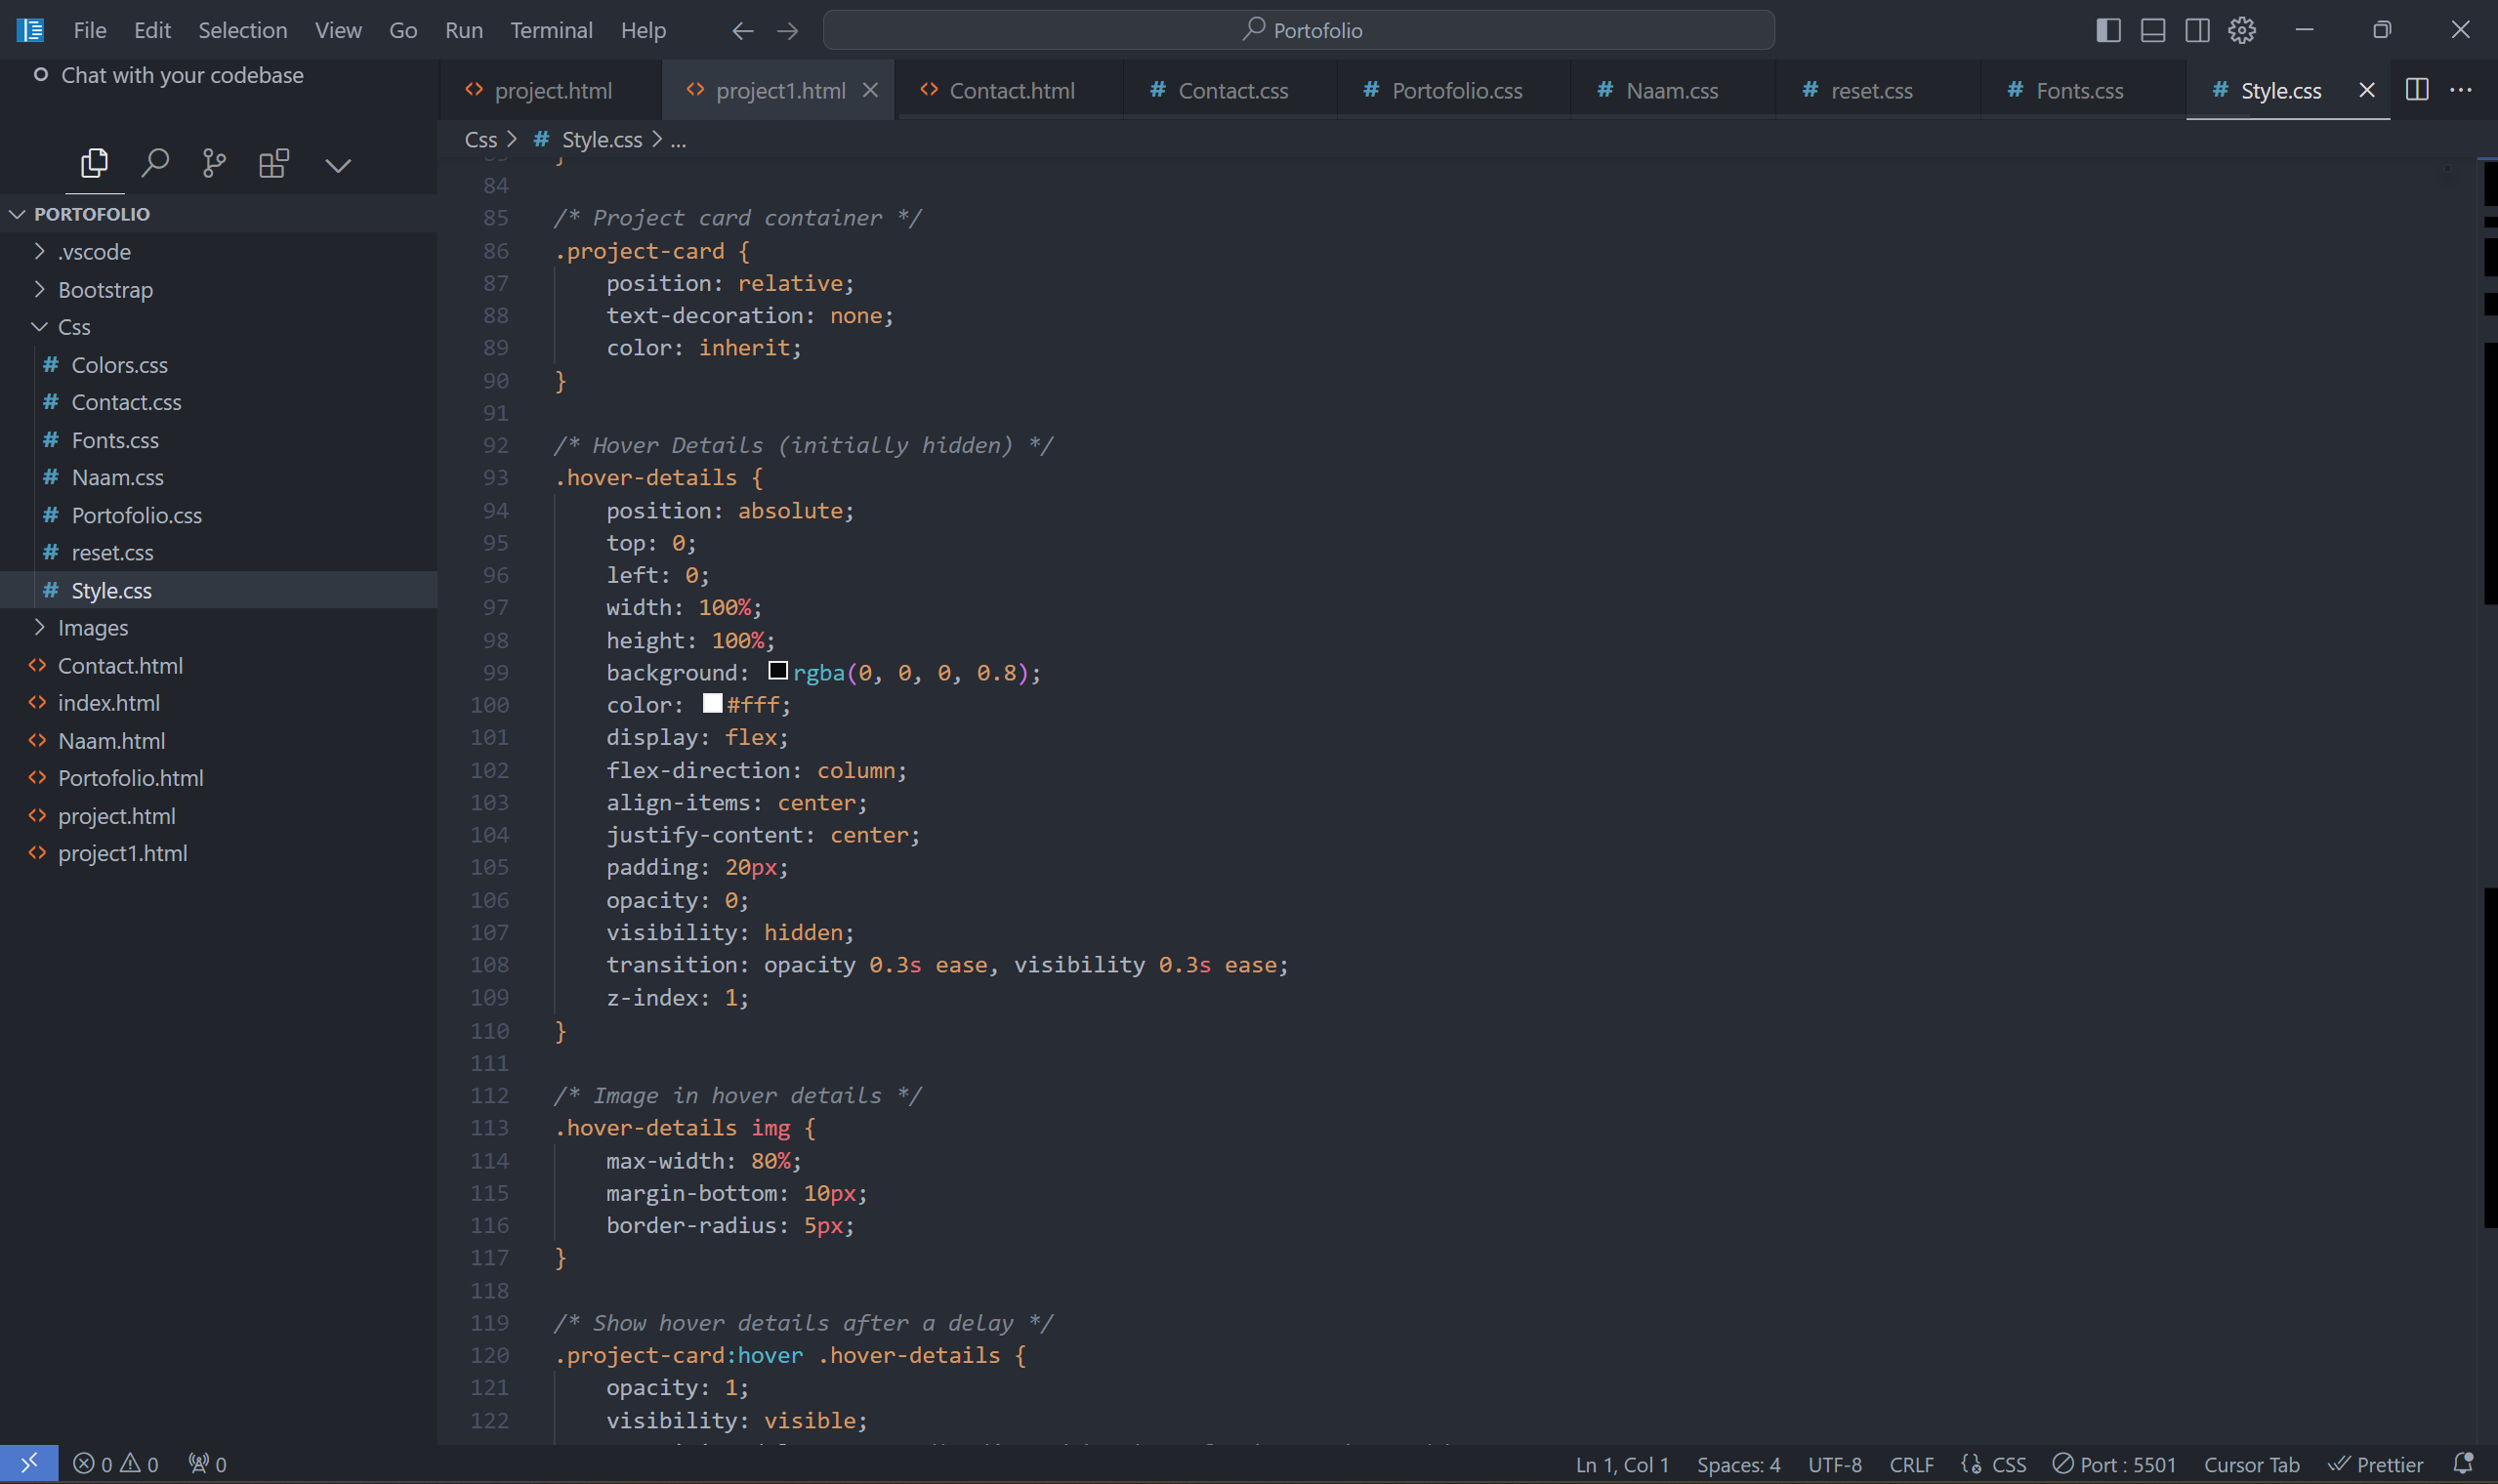 File Edit Selection View Go Run Terminal Help
Portofolio
Chat with your codebase
project.html project1.html Contact.html Contact.css Portofolio.css Naam.css reset.css Fonts.css Style.css
Css > # Style.css > ...
PORTOFOLIO
.vscode
Bootstrap
Css
Colors.css
Contact.css
Fonts.css
Naam.css
Portofolio.css
reset.css
Style.css
Images
Contact.html
index.html
Naam.html
Portofolio.html
project.html
project1.html
84
85 /* Project card container */
86 .project-card {
87 position: relative;
88 text-decoration: none;
89 color: inherit;
90 }
91
92 /* Hover Details (initially hidden) */
93 .hover-details {
94 position: absolute;
95 top: 0;
96 left: 0;
97 width: 100%;
98 height: 100%;
99 background: rgba(0, 0, 0, 0.8);
100 color: #fff;
101 display: flex;
102 flex-direction: column;
103 align-items: center;
104 justify-content: center;
105 padding: 20px;
106 opacity: 0;
107 visibility: hidden;
108 transition: opacity 0.3s ease, visibility 0.3s ease;
109 z-index: 1;
110 }
111
112 /* Image in hover details */
113 .hover-details img {
114 max-width: 80%;
115 margin-bottom: 10px;
116 border-radius: 5px;
117 }
118
119 /* Show hover details after a delay */
120 .project-card:hover .hover-details {
121 opacity: 1;
122 visibility: visible;
0 0 0 Ln 1, Col 1 Spaces: 4 UTF-8 CRLF CSS Port : 5501 Cursor Tab Prettier